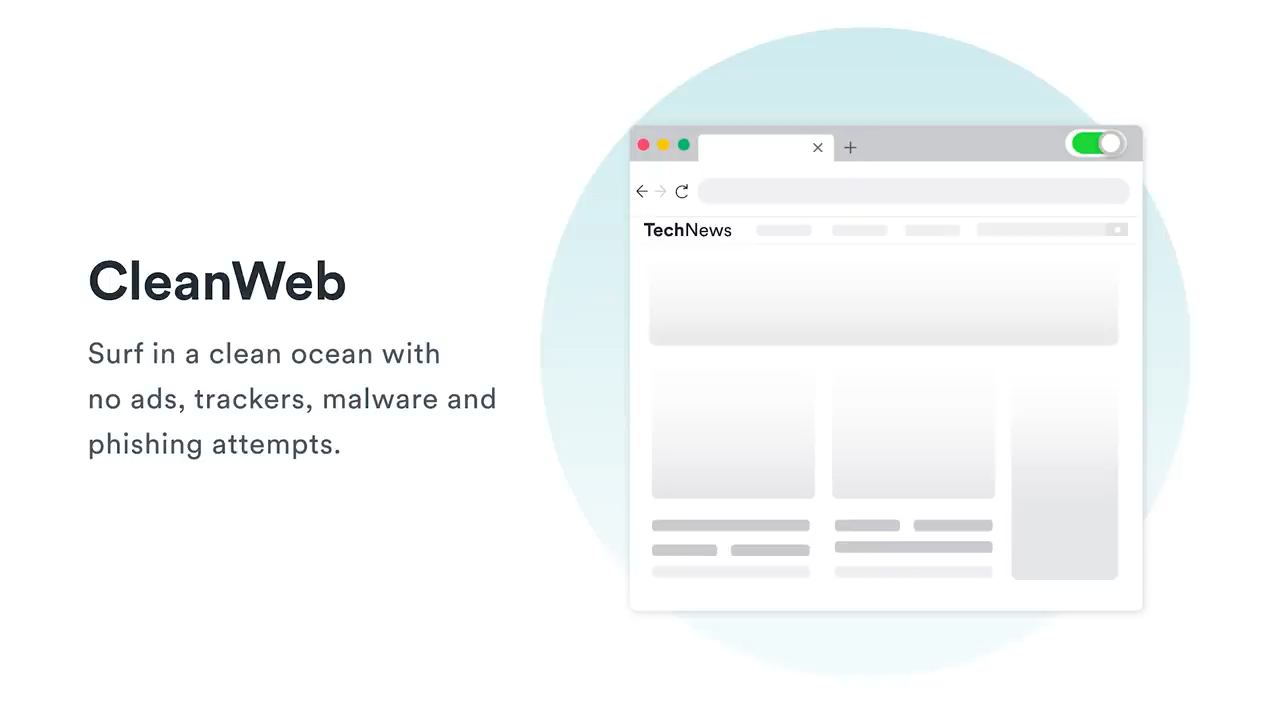 CleanWeb
Surf in a clean ocean with
no ads, trackers, malware and
phishing attempts.
TechNews